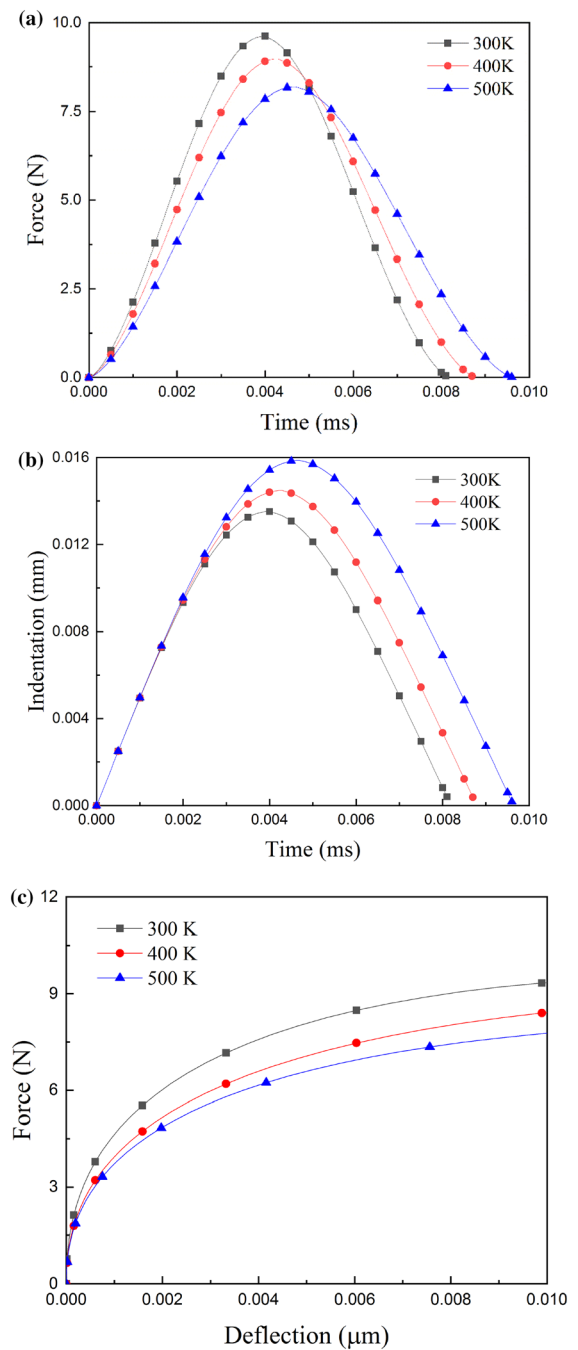 (a)
10.0
7.5
5.0
2.5
0.0
Force (N)
300K
400K
500K
0.000 0.002 0.004 0.006 0.008 0.010
Time (ms)
(b)
0.016
0.012
0.008
0.004
0.000
Indentation (mm)
300K
400K
500K
0.000 0.002 0.004 0.006 0.008 0.010
Time (ms)
(c)
12
9
6
3
0
Force (N)
300 K
400 K
500 K
0.000 0.002 0.004 0.006 0.008 0.010
Deflection (μm)